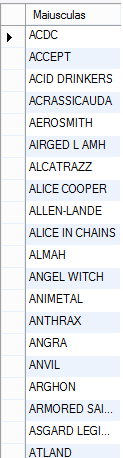 Maiusculas
ACDC
ACCEPT
ACID DRINKERS
ACRASSICAUDA
AEROSMITH
AIRGED L AMH
ALCATRAZZ
ALICE COOPER
ALLEN-LANDE
ALICE IN CHAINS
ALMAH
ANGEL WITCH
ANIMETAL
ANTHRAX
ANGRA
ANVIL
ARGHON
ARMORED SAI...
ASGARD LEGI...
ATLAND